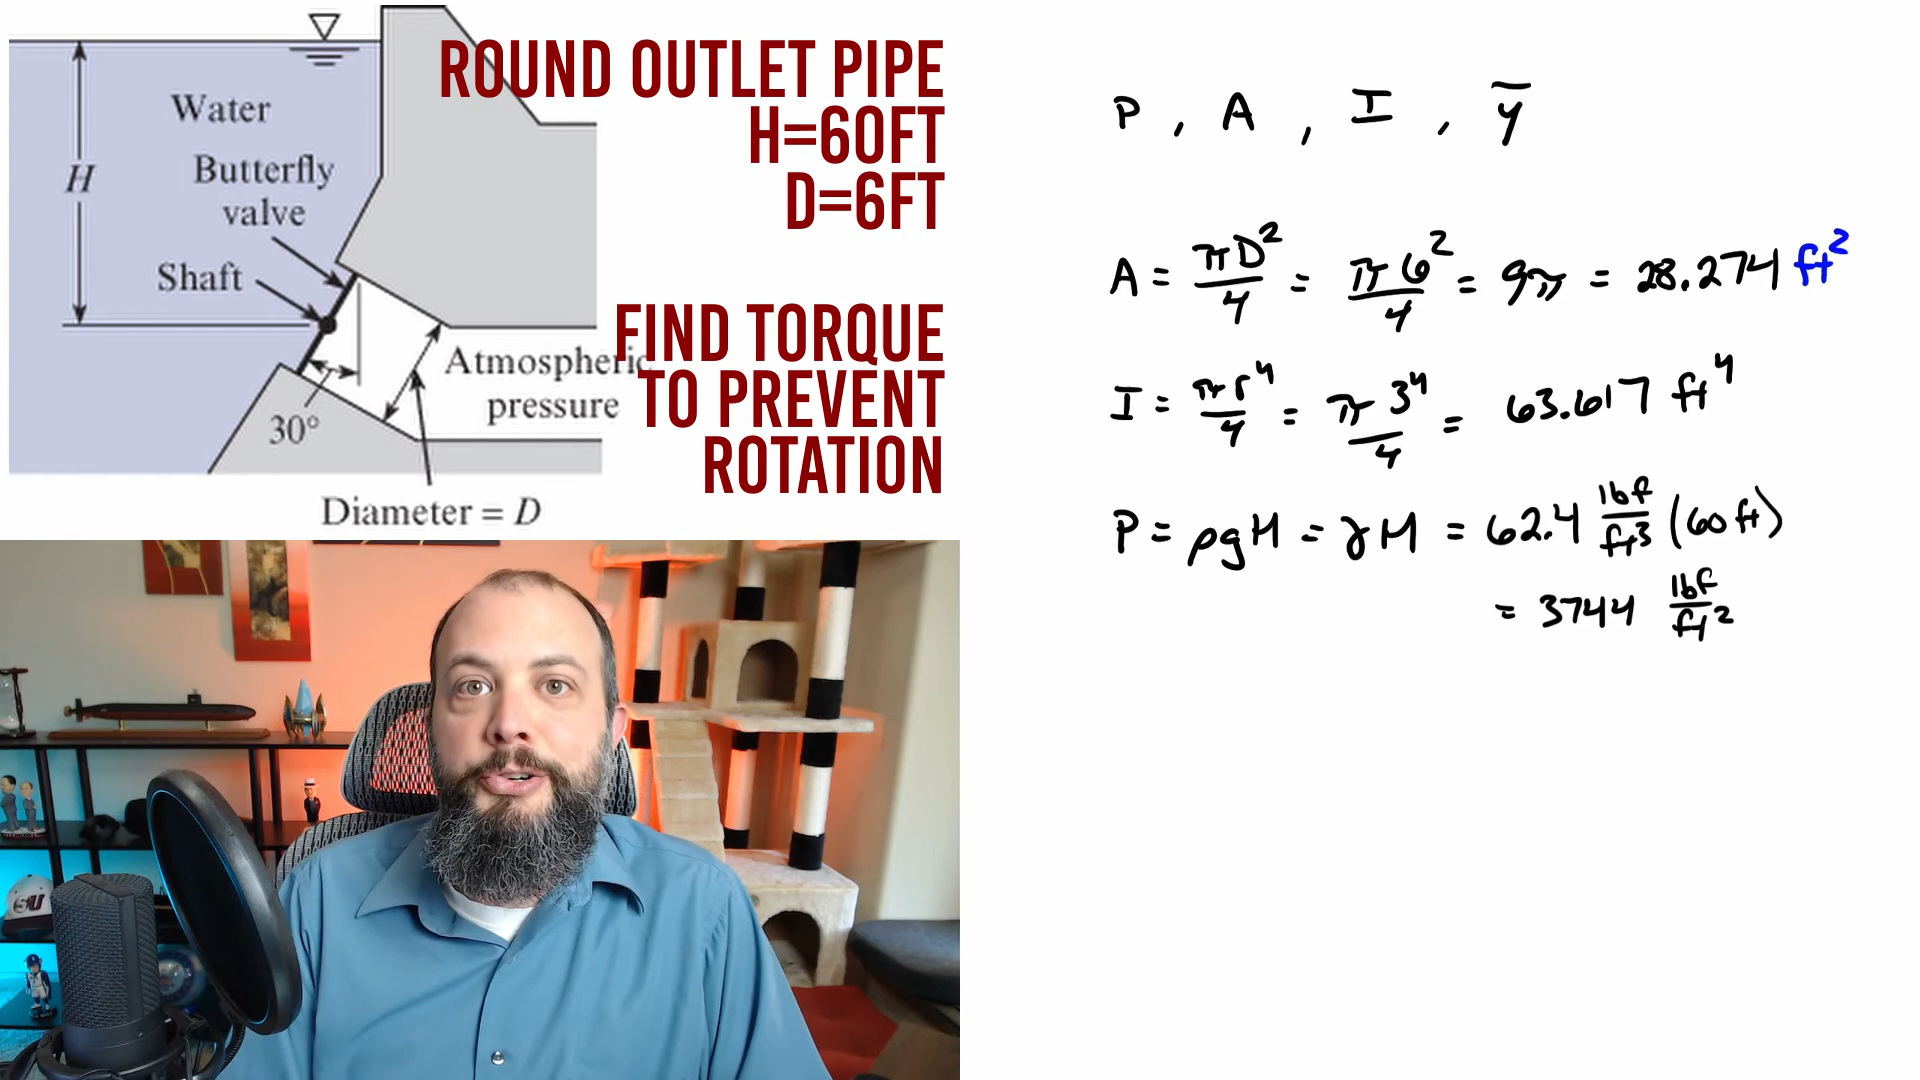 ROUND OUTLET PIPE
H=60FT
D=6FT
FIND TORQUE
TO PREVENT
ROTATION
Water
H
Butterfly
valve
Shaft
Atmospheric
pressure
30°
Diameter = D
P , A , I , ȳ
A = πD²/4 = π6²/4 = 9π = 28.274 ft²
I = πr⁴/4 = π3⁴/4 = 63.617 ft⁴
P = ρgH = γH = 62.4 lbf/ft³ (60ft)
= 3744 lbf/ft²
SU